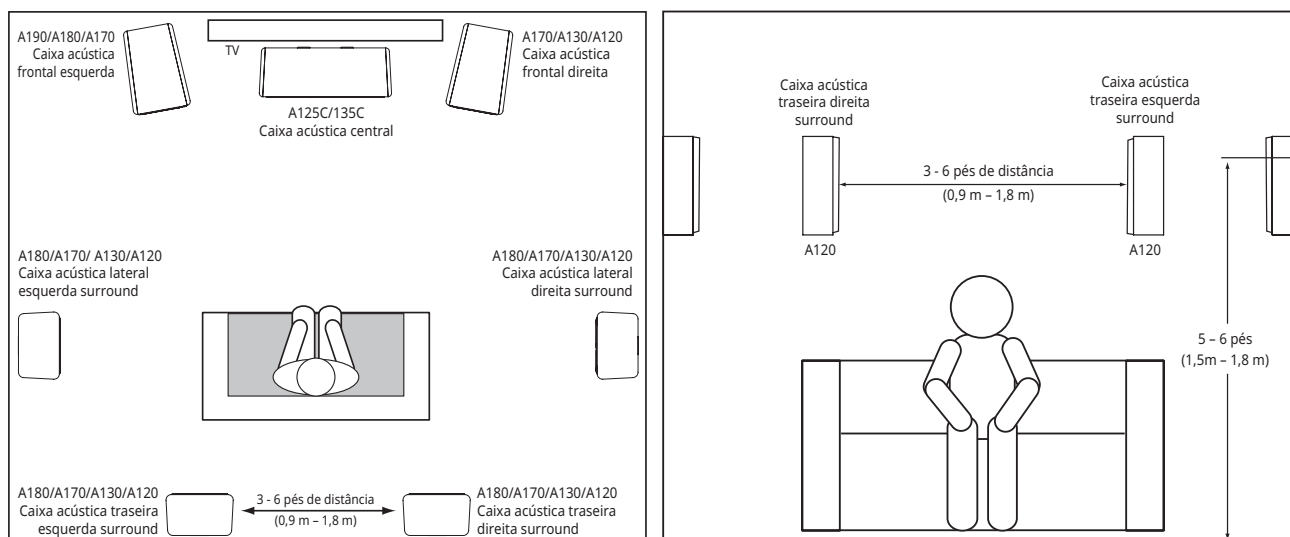 A190/A180/A170
Caixa acústica
frontal esquerda
TV
A170/A130/A120
Caixa acústica
frontal direita
A125C/135C
Caixa acústica central
A180/A170/ A130/A120
Caixa acústica lateral
esquerda surround
A180/A170/A130/A120
Caixa acústica lateral
direita surround
A180/A170/A130/A120
Caixa acústica traseira
esquerda surround
3 - 6 pés de distância
(0,9 m – 1,8 m)
A180/A170/A130/A120
Caixa acústica traseira
direita surround
Caixa acústica
traseira direita
surround
Caixa acústica
traseira esquerda
surround
3 - 6 pés de distância
(0,9 m – 1,8 m)
A120
A120
5 – 6 pés
(1,5m – 1,8 m)